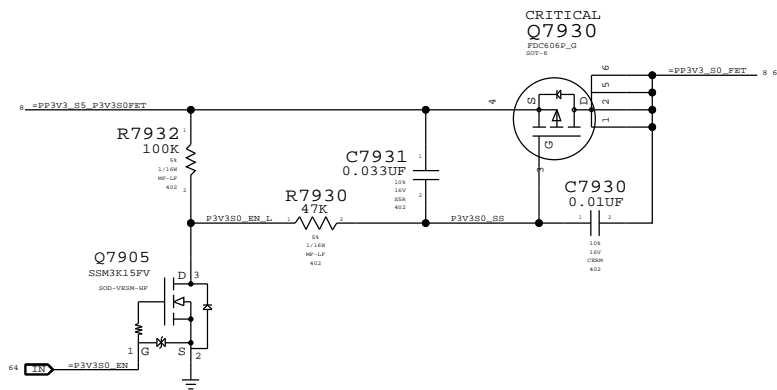 CRITICAL
Q7930
FDC606P_G
SOT-6
6
=PP3V3_S0_FET
8 6
5
8
=PP3V3_S5_P3V3S0FET
4
S
D
2
1
G
3
R7932
100K
5%
1/16W
MF-LF
402
1
2
C7931
0.033UF
10%
16V
X5R
402
1
2
R7930
47K
5%
1/16W
MF-LF
402
C7930
0.01UF
10%
16V
CERM
402
P3V3S0_EN_L
1
2
P3V3S0_SS
1
2
Q7905
SSM3K15FV
SOD-VESM-HF
D
3
1
G
S
2
64
IN
=P3V3S0_EN